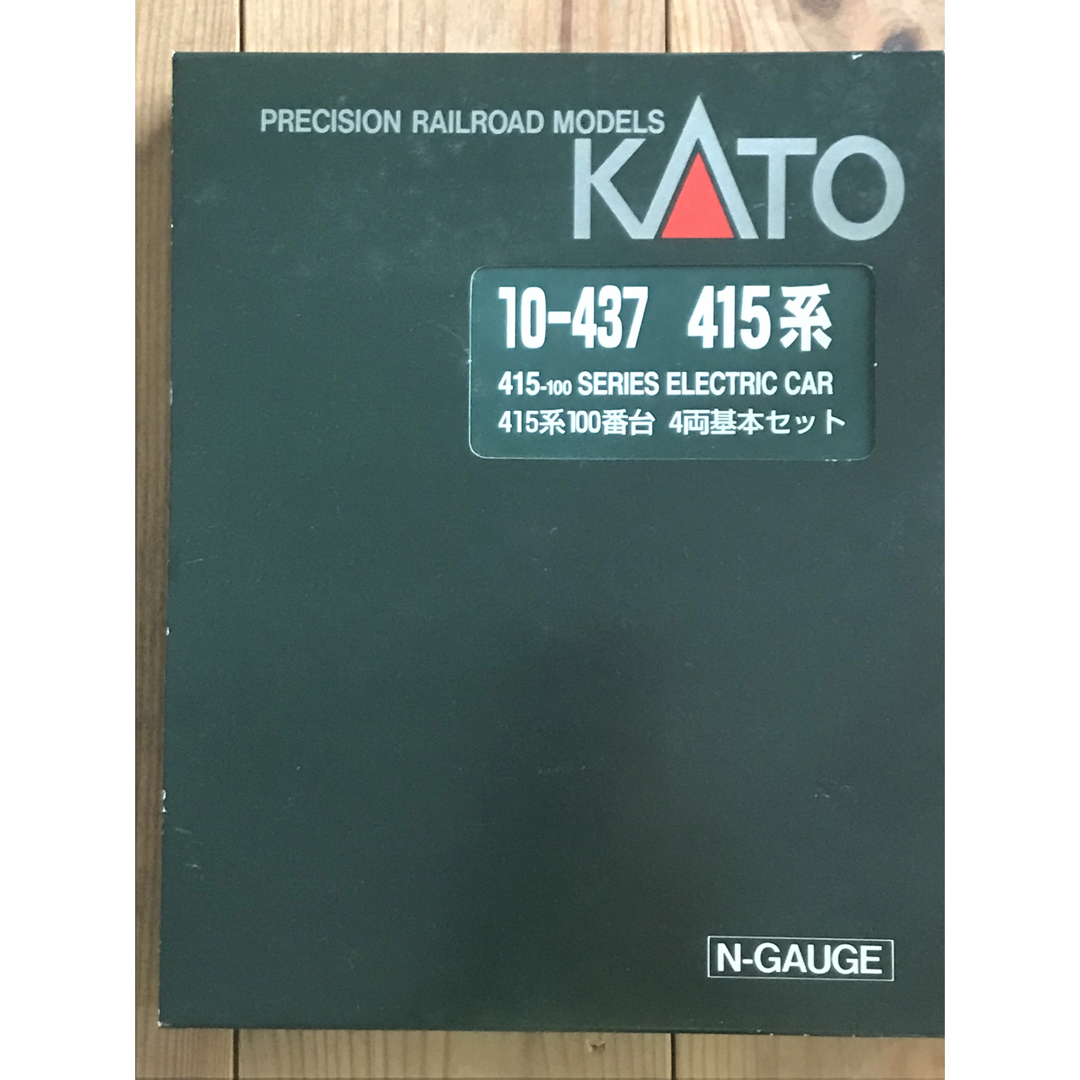 PRECISION RAILROAD MODELS
KATO
10-437 415系
415-100 SERIES ELECTRIC CAR
415系100番台 4両基本セット
N-GAUGE